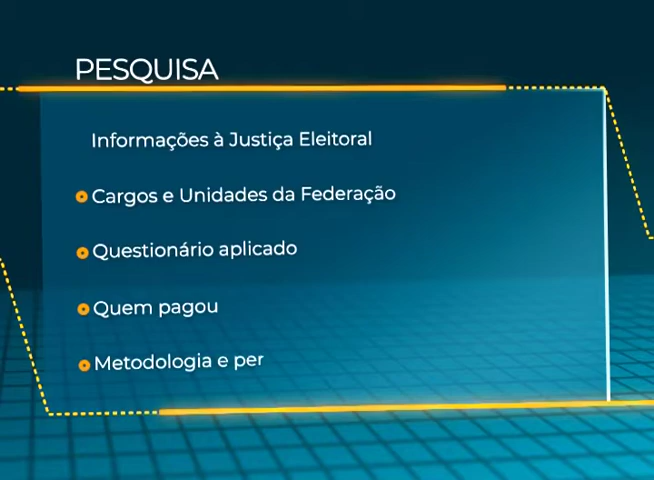 PESQUISA
Informações à Justiça Eleitoral
Cargos e Unidades da Federação
Questionário aplicado
Quem pagou
Metodologia e per